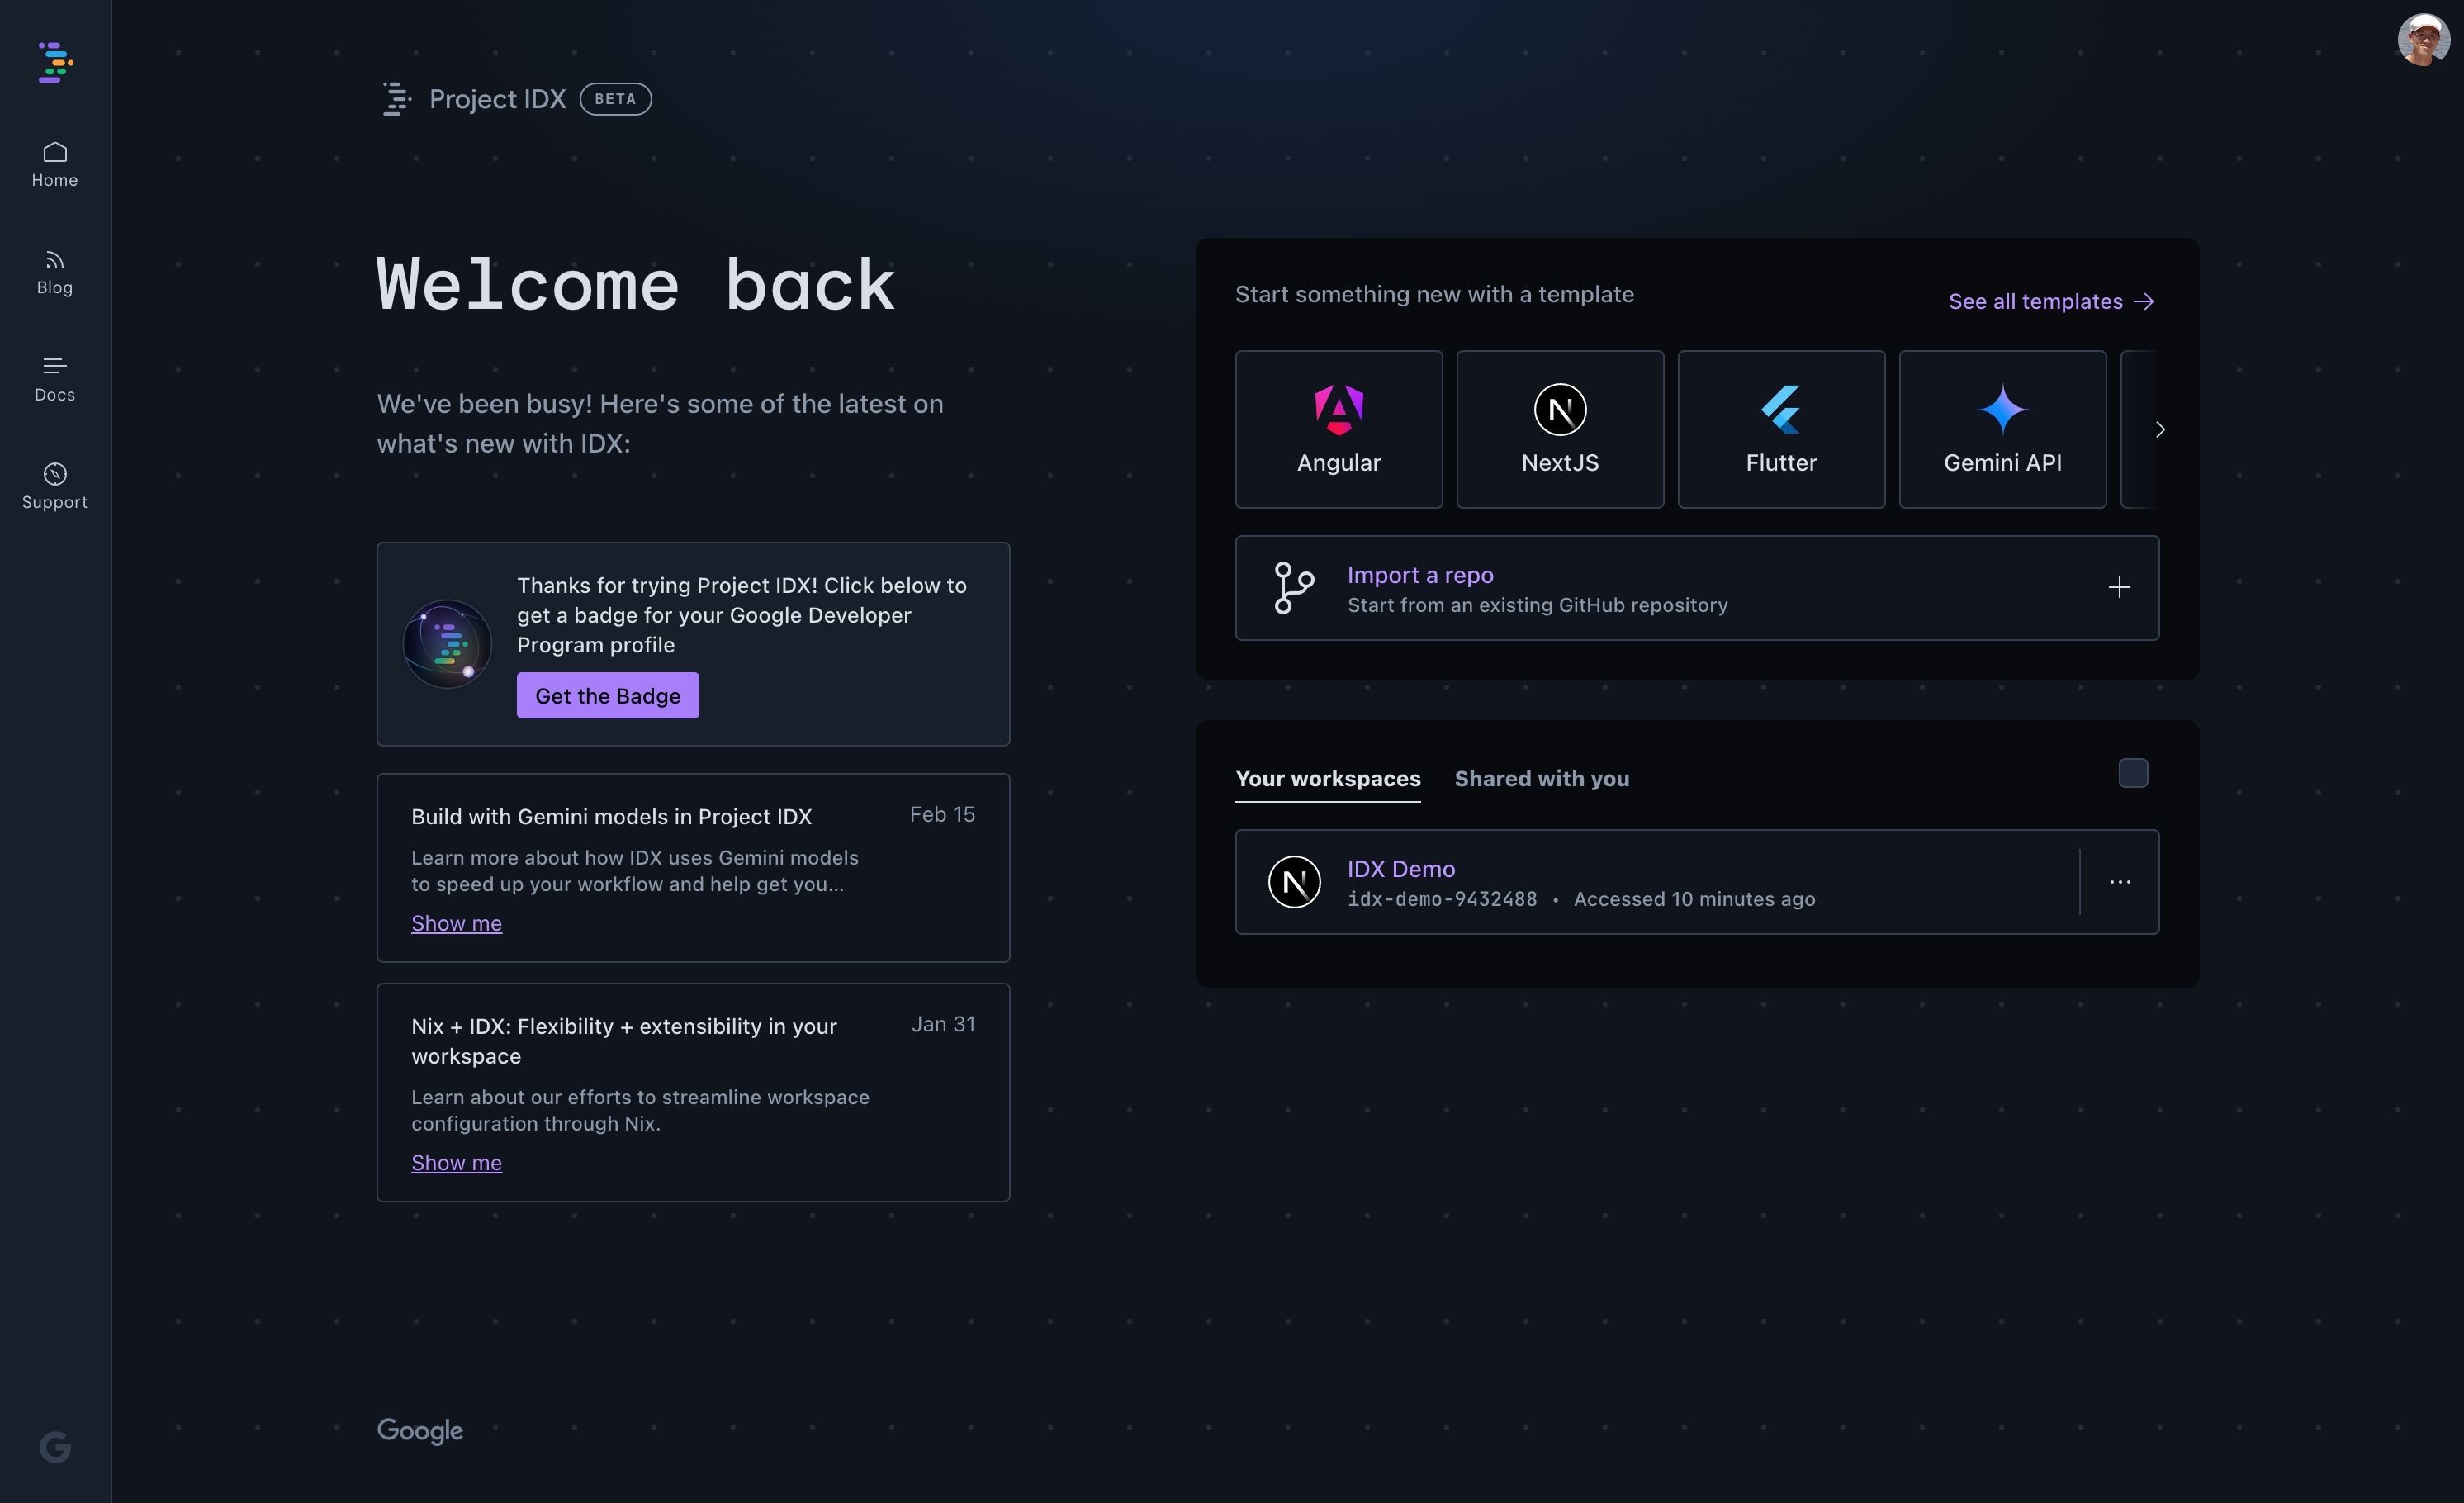 Home
Blog
Docs
Support
Project IDX BETA
Welcome back
We've been busy! Here's some of the latest on
what's new with IDX:
Thanks for trying Project IDX! Click below to
get a badge for your Google Developer
Program profile
Get the Badge
Build with Gemini models in Project IDX
Feb 15
Learn more about how IDX uses Gemini models
to speed up your workflow and help get you...
Show me
Nix + IDX: Flexibility + extensibility in your
workspace
Jan 31
Learn about our efforts to streamline workspace
configuration through Nix.
Show me
Google
Start something new with a template
See all templates →
Angular
NextJS
Flutter
Gemini API
Import a repo
Start from an existing GitHub repository
Your workspaces
Shared with you
IDX Demo
idx-demo-9432488 • Accessed 10 minutes ago